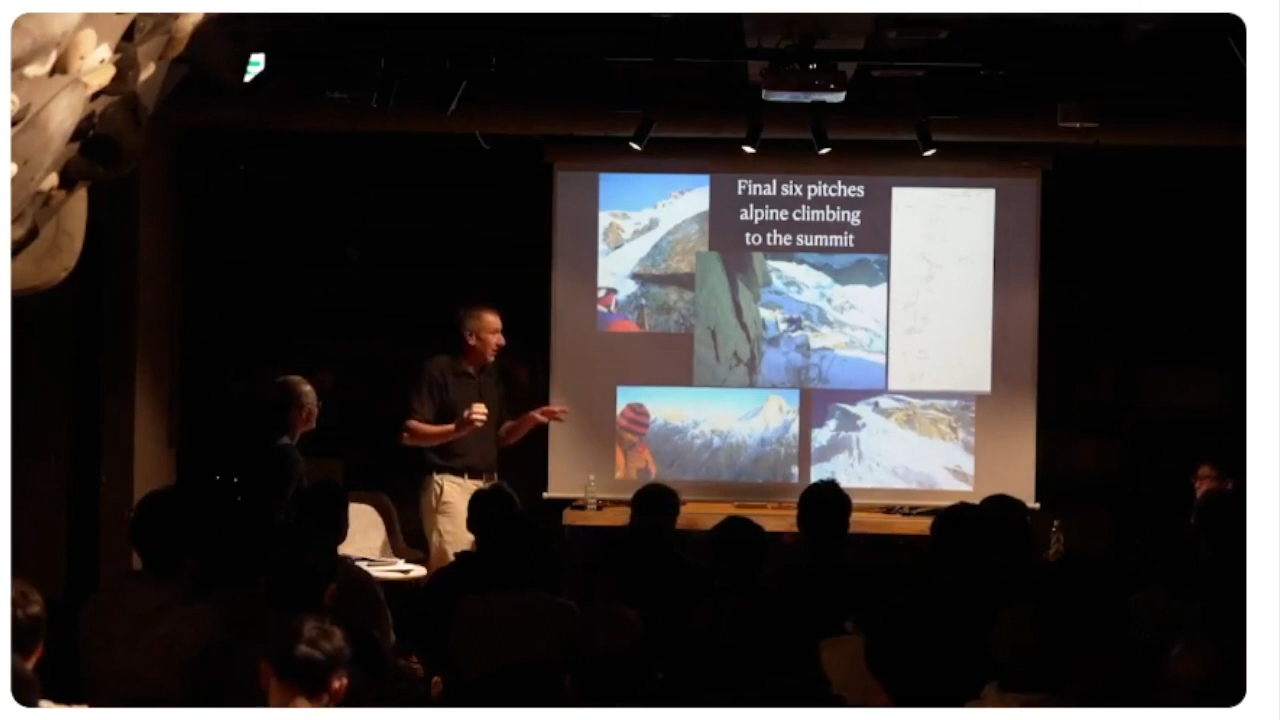 Final six pitches
alpine climbing
to the summit